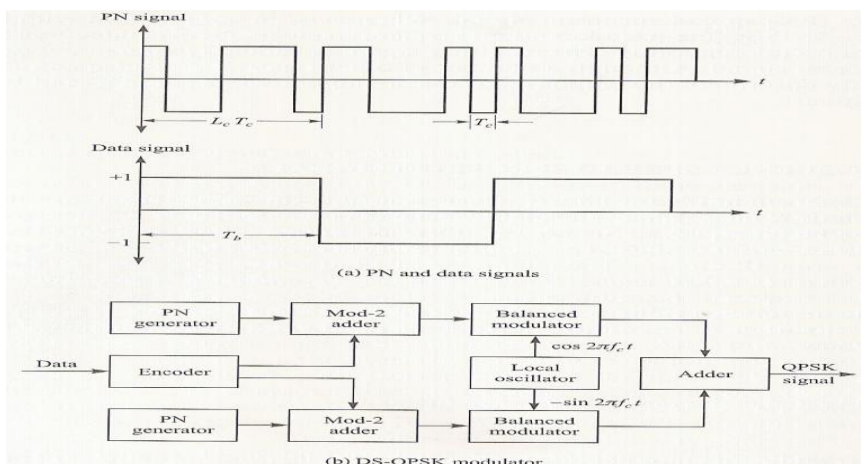 PN signal
t
L_c T_c
T_c
Data signal
+1
t
T_b
−1
(a) PN and data signals
PN generator
Mod-2 adder
Balanced modulator
cos 2πf_c t
Data
Encoder
Local oscillator
Adder
QPSK signal
−sin 2πf_c t
PN generator
Mod-2 adder
Balanced modulator
(b) DS-QPSK modulator